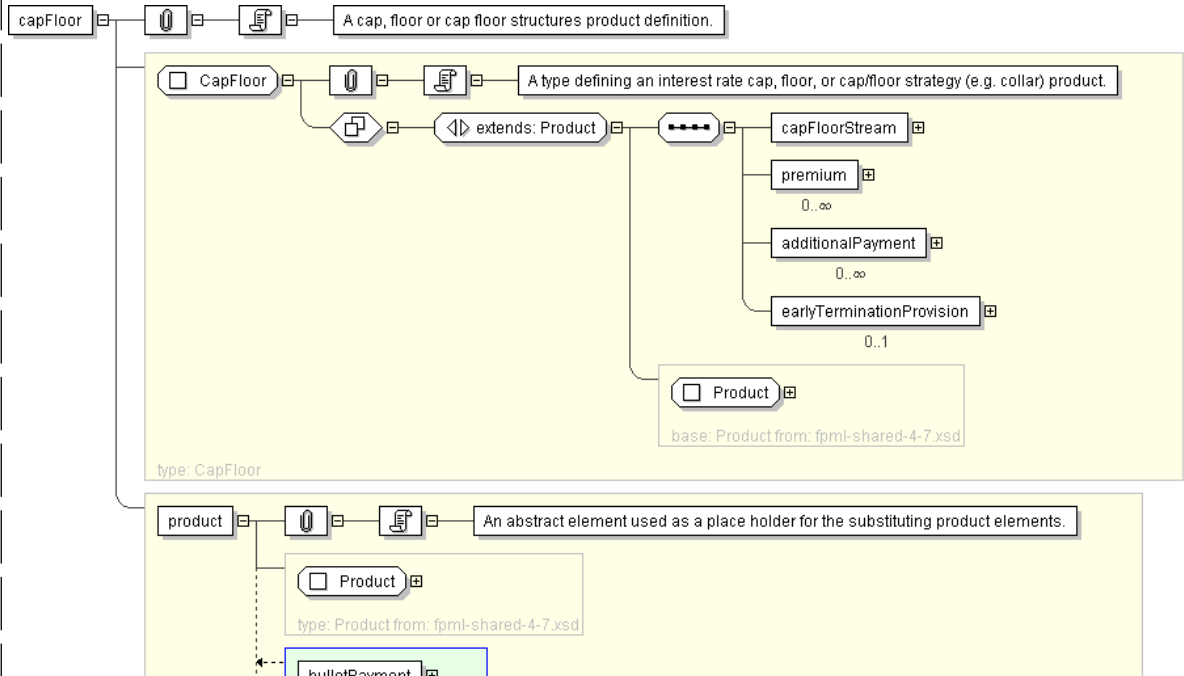 capFloor
A cap, floor or cap floor structures product definition.
CapFloor
A type defining an interest rate cap, floor, or cap/floor strategy (e.g. collar) product.
extends: Product
capFloorStream
premium
0..∞
additionalPayment
0..∞
earlyTerminationProvision
0..1
Product
base: Product from: fpml-shared-4-7.xsd
type: CapFloor
product
An abstract element used as a place holder for the substituting product elements.
Product
type: Product from: fpml-shared-4-7.xsd
bulletPayment